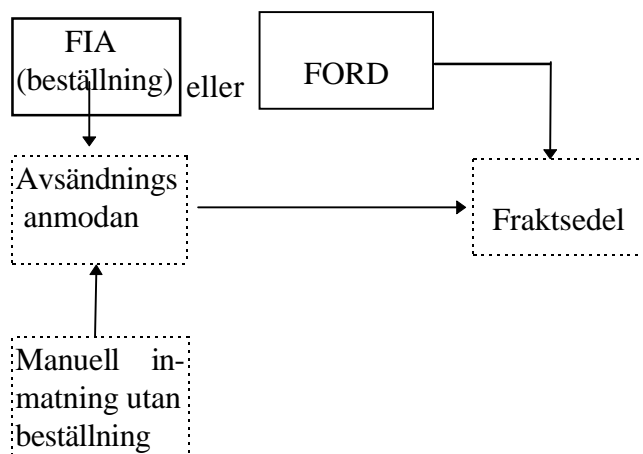 FIA
(beställning)
eller
FORD
Avsändnings
anmodan
Fraktsedel
Manuell in-
matning utan
beställning